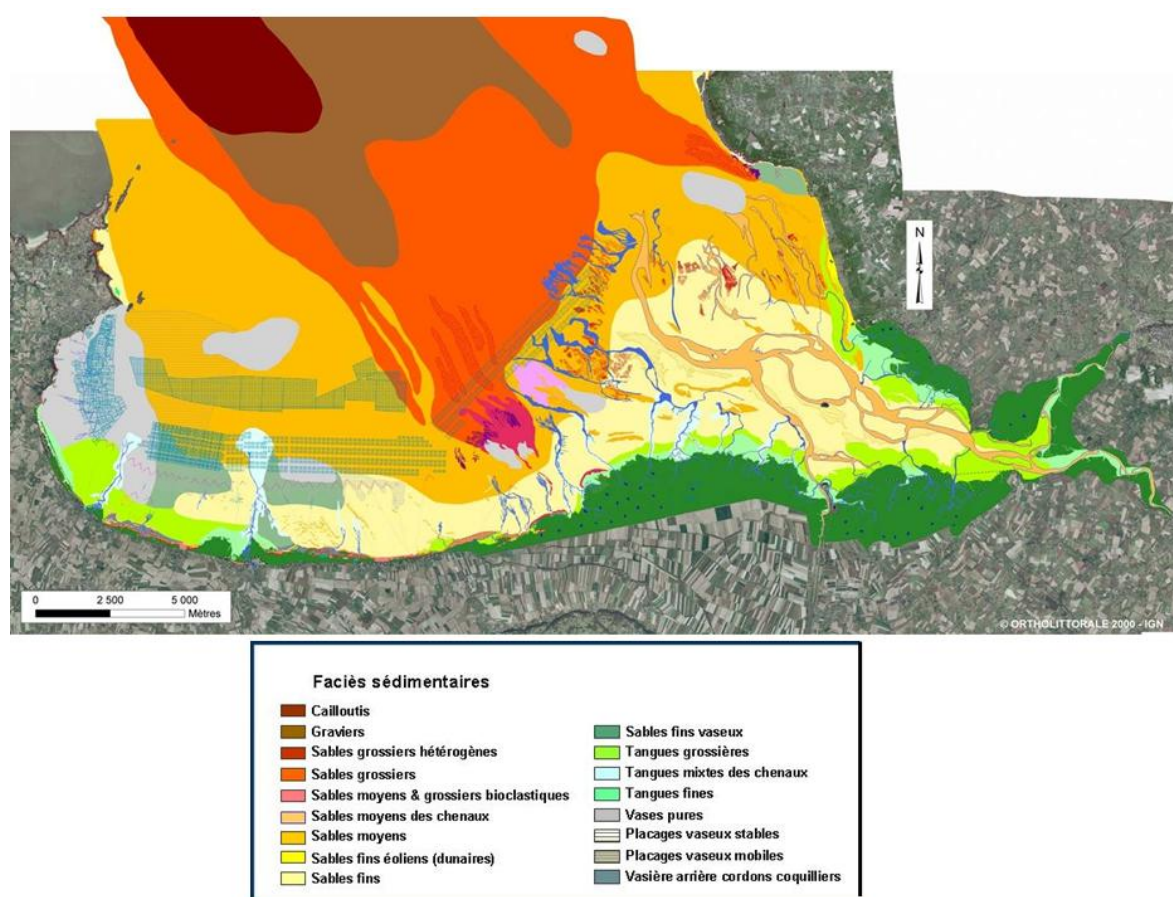 N
0 2 500 5 000
Mètres
© ORTHOLITTORALE 2000 - IGN
Faciès sédimentaires
Cailloutis
Graviers
Sables grossiers hétérogènes
Sables grossiers
Sables moyens & grossiers bioclastiques
Sables moyens des chenaux
Sables moyens
Sables fins éoliens (dunaires)
Sables fins
Sables fins vaseux
Tangues grossières
Tangues mixtes des chenaux
Tangues fines
Vases pures
Placages vaseux stables
Placages vaseux mobiles
Vasière arrière cordons coquilliers